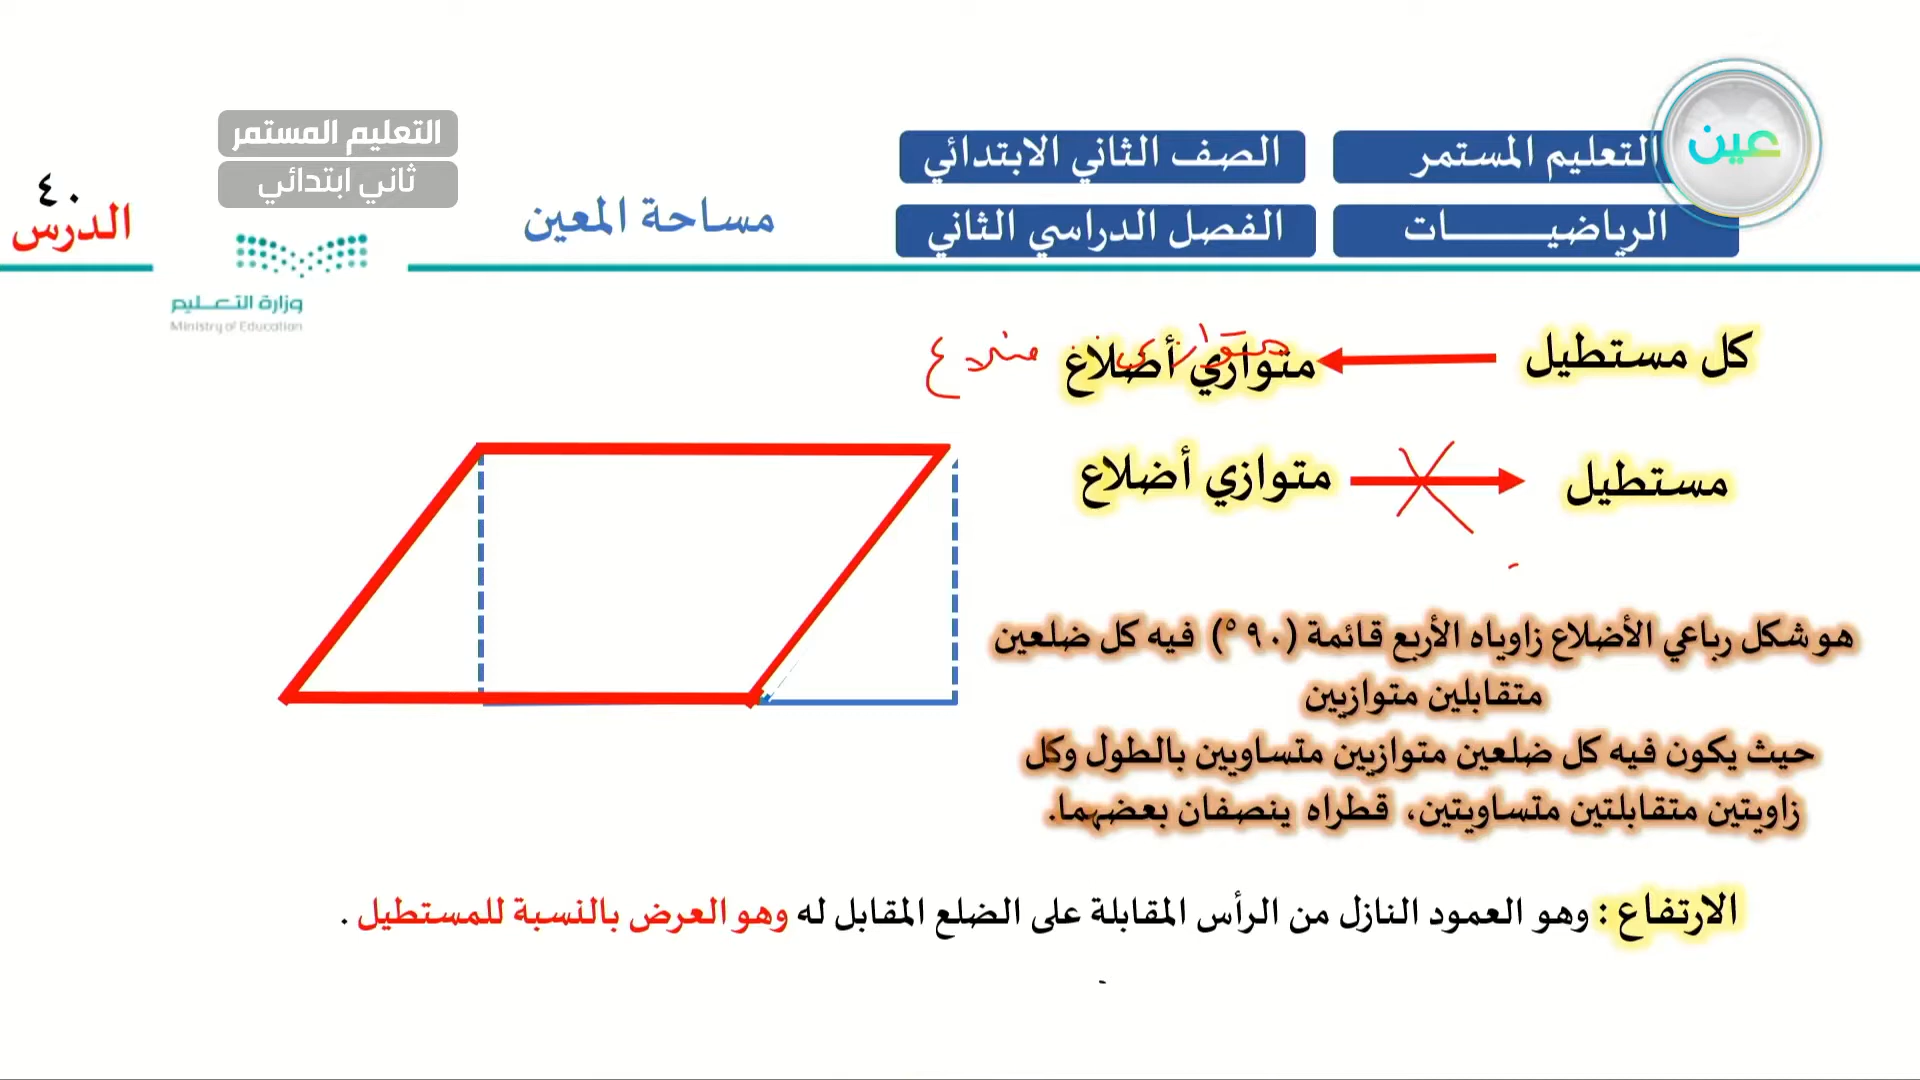 عين
التعليم المستمر
الصف الثاني الابتدائي
الرياضيـــــــات
الفصل الدراسي الثاني
مساحة المعين
التعليم المستمر
ثاني ابتدائي
الدرس
٤٠
وزارة التعـــليم
Ministry of Education
كل مستطيل
متوازي أضلاع
مستطيل
متوازي أضلاع
هو شكل رباعي الأضلاع زاوياه الأربع قائمة (٩٠°) فيه كل ضلعين
متقابلين متوازيين
حيث يكون فيه كل ضلعين متوازيين متساويين بالطول وكل
زاويتين متقابلتين متساويتين، قطراه ينصفان بعضهما.
الارتفاع : وهو العمود النازل من الرأس المقابلة على الضلع المقابل له وهو العرض بالنسبة للمستطيل .